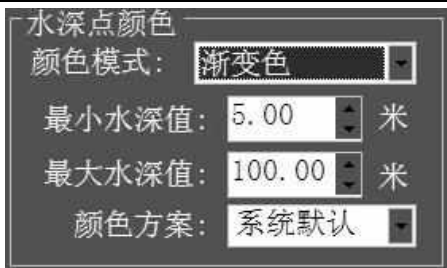 水深点颜色
颜色模式: 渐变色
最小水深值: 5.00 米
最大水深值: 100.00 米
颜色方案: 系统默认